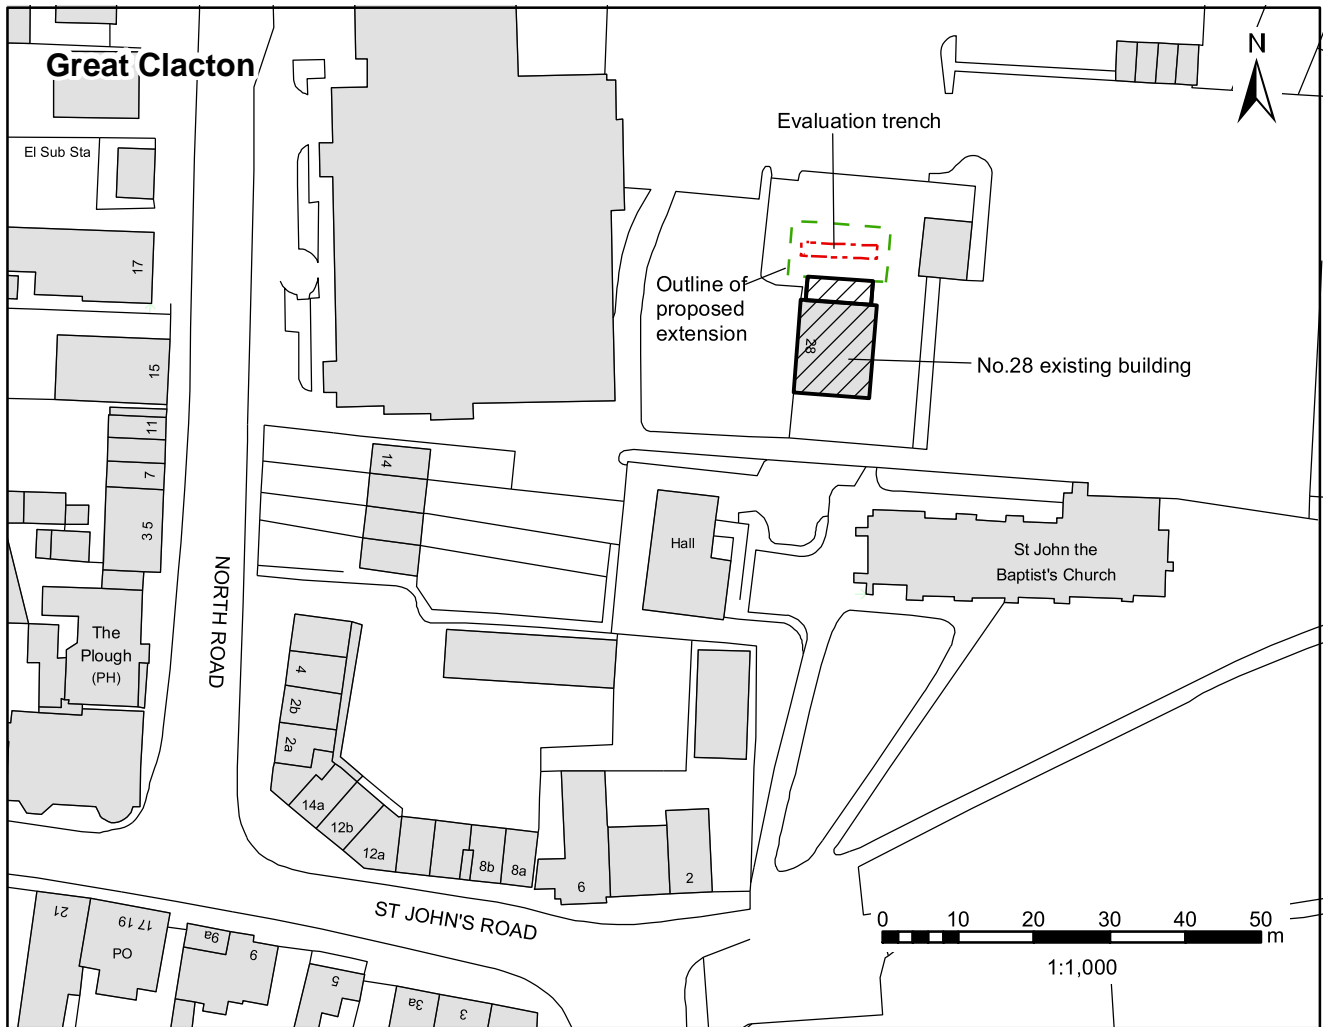 Great Clacton
N
Evaluation trench
El Sub Sta
17
Outline of
proposed
extension
28
No.28 existing building
15
11
7
3 5
14
Hall
St John the
Baptist's Church
NORTH ROAD
The
Plough
(PH)
4
2b
2a
14a
12b
12a
8b
8a
6
2
ST JOHN'S ROAD
21
17 19
PO
9a
9
5
3a
3
0 10 20 30 40 50
m
1:1,000